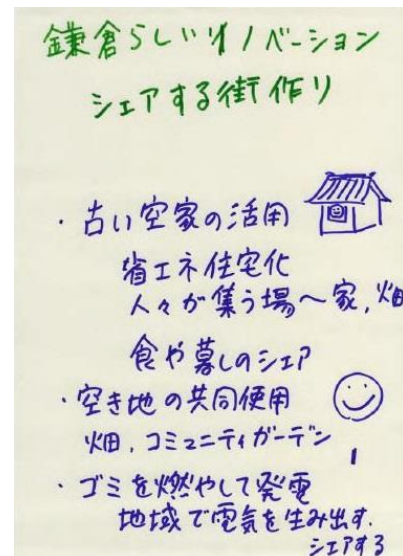 鎌倉らしいリノベーション
シェアする街作り
・古い空家の活用
省エネ住宅化
人々が集う場〜家,畑
食や暮しのシェア
・空き地の共同使用
畑,コミュニティガーデン
・ゴミを燃やして発電
地域で電気を生み出す.
シェアする